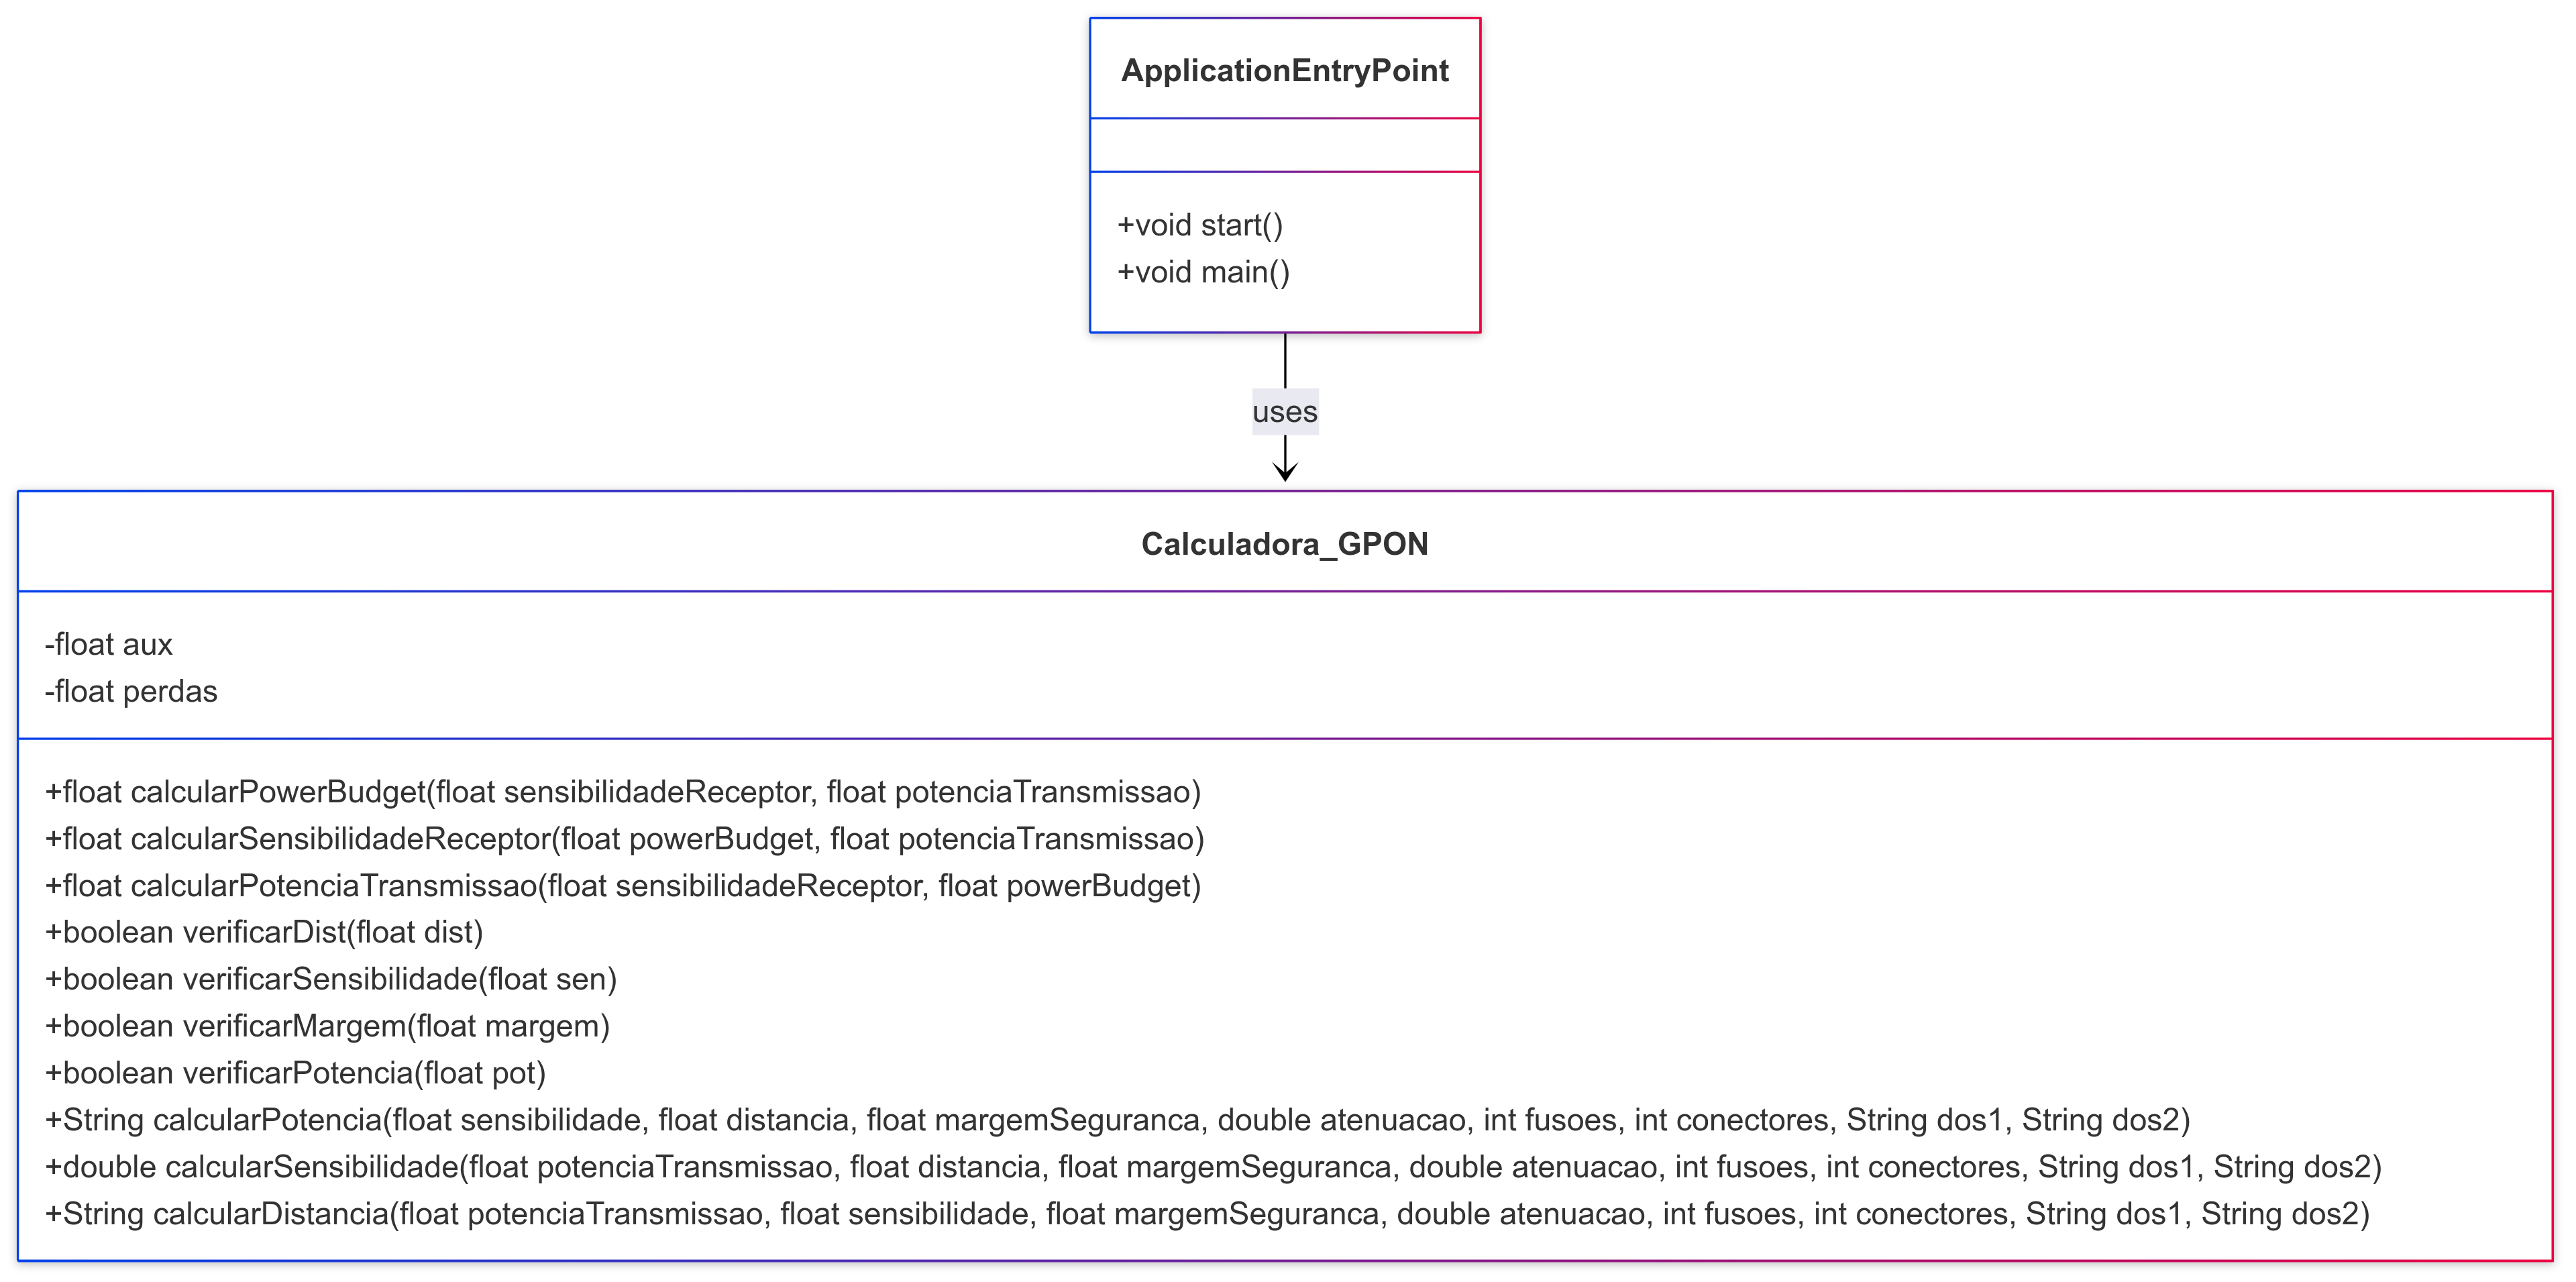 ApplicationEntryPoint
+void start()
+void main()
uses
Calculadora_GPON
-float aux
-float perdas
+float calcularPowerBudget(float sensibilidadeReceptor, float potenciaTransmissao)
+float calcularSensibilidadeReceptor(float powerBudget, float potenciaTransmissao)
+float calcularPotenciaTransmissao(float sensibilidadeReceptor, float powerBudget)
+boolean verificarDist(float dist)
+boolean verificarSensibilidade(float sen)
+boolean verificarMargem(float margem)
+boolean verificarPotencia(float pot)
+String calcularPotencia(float sensibilidade, float distancia, float margemSeguranca, double atenuacao, int fusoes, int conectores, String dos1, String dos2)
+double calcularSensibilidade(float potenciaTransmissao, float distancia, float margemSeguranca, double atenuacao, int fusoes, int conectores, String dos1, String dos2)
+String calcularDistancia(float potenciaTransmissao, float sensibilidade, float margemSeguranca, double atenuacao, int fusoes, int conectores, String dos1, String dos2)